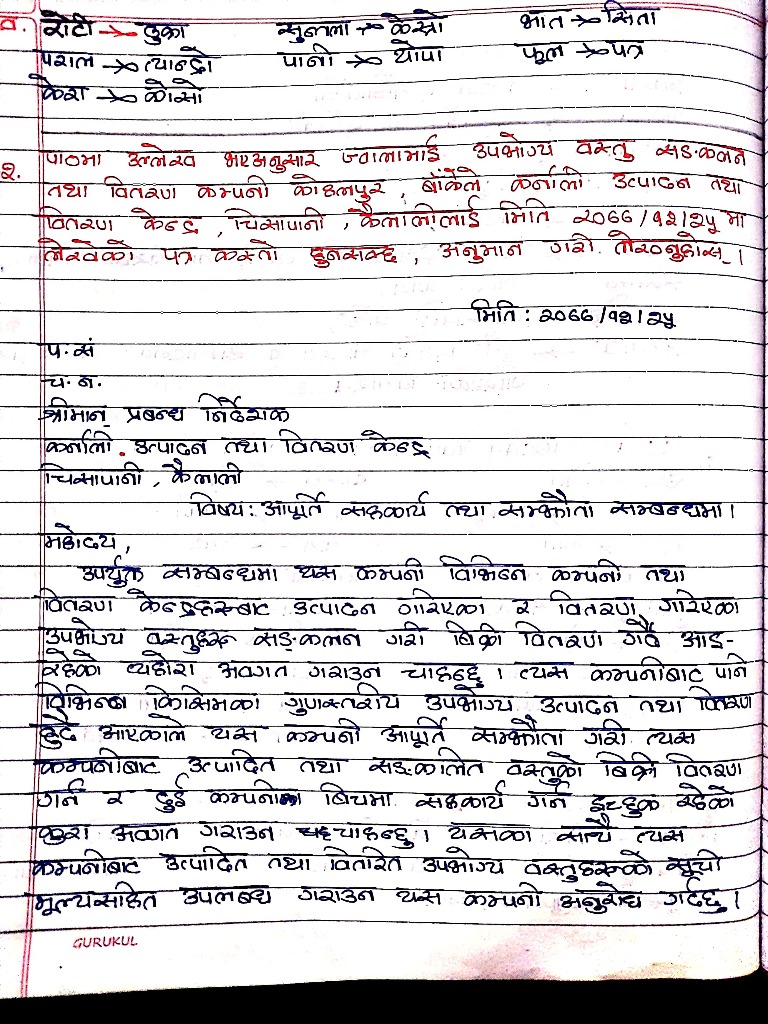 ख. रोटी → टुक्रा सुन्तला → केस्रो भात → सिता
पराल → त्यान्द्रो पानी → थोपा फूल → पत्र
केरा → कोसो
२. पाठमा उल्लेख भएअनुसार ज्वालामाई उपभोग्य वस्तु सङ्कलन
तथा वितरण कम्पनी कोहलपुर, बाँकेले कर्नाली उत्पादन तथा
वितरण केन्द्र, चिसापानी, कैलालीलाई मिति २०६६/१२/२५ मा
लेखेको पत्र कस्तो हुनसक्छ, अनुमान गरी लेख्नुहोस् ।
मिति : २०६६/१२/२५
प.सं
च.न.
श्रीमान् प्रबन्ध निर्देशक
कर्नाली उत्पादन तथा वितरण केन्द्र
चिसापानी, कैलाली
विषय: आपूर्ति सहकार्य तथा सम्झौता सम्बन्धमा ।
महोदय,
उपर्युक्त सम्बन्धमा यस कम्पनी विभिन्न कम्पनी तथा
वितरण केन्द्रहरूबाट उत्पादन गरिएका र वितरण गरिएका
उपभोग्य वस्तुहरू सङ्कलन गरी बिक्री वितरण गर्दै आइ-
रहेको व्यहोरा अवगत गराउन चाहन्छु । त्यस कम्पनीबाट पनि
विभिन्न किसिमका गुणस्तरीय उपभोग्य उत्पादन तथा वितरण
हुँदै आएकाले यस कम्पनी आपूर्ति सम्झौता गरी त्यस
कम्पनीबाट उत्पादित तथा सङ्कलित वस्तुको बिक्री वितरण
गर्न र दुई कम्पनीका बिचमा सहकार्य गर्न इच्छुक रहेको
कुरा अवगत गराउन चाहन्छु । यसका साथै त्यस
कम्पनीबाट उत्पादित तथा वितरित उपभोग्य वस्तुहरूको सूची
मूल्यसहित उपलब्ध गराउन यस कम्पनी अनुरोध गर्दछु ।
GURUKUL